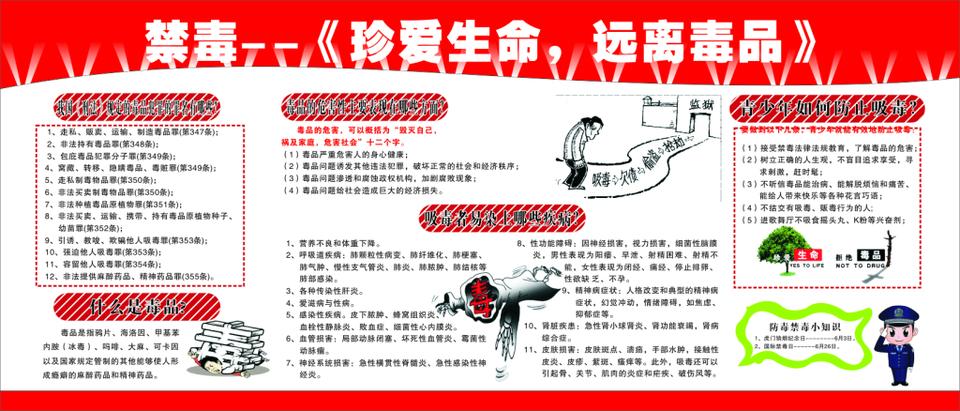 禁毒--《珍爱生命，远离毒品》
我国《刑法》规定的毒品犯罪的罪名有哪些?
1、走私、贩卖、运输、制造毒品罪(第347条);
2、非法持有毒品罪(第348条);
3、包庇毒品犯罪分子罪(第349条);
4、窝藏、转移、隐瞒毒品、毒赃罪(第349条);
5、走私制毒物品罪(第350条);
6、非法买卖制毒物品罪(第350条);
7、非法种植毒品原植物罪(第351条);
8、非法买卖、运输、携带、持有毒品原植物种子、
幼苗罪(第352条);
9、引诱、教唆、欺骗他人吸毒罪(第353条);
10、强迫他人吸毒罪(第353条);
11、容留他人吸毒罪(第354条);
12、非法提供麻醉药品、精神药品罪(355条)。
什么是毒品?
毒品是指鸦片、海洛因、甲基苯
丙胺（冰毒）、吗啡、大麻、可卡因
以及国家规定管制的其他能够使人形
成瘾癖的麻醉药品和精神药品。
毒品的危害性主要表现在哪些方面?
毒品的危害，可以概括为“毁灭自己，
祸及家庭，危害社会”十二个字。
（1）毒品严重危害人的身心健康；
（2）毒品问题诱发其他违法犯罪，破坏正常的社会和经济秩序；
（3）毒品问题渗透和腐蚀政权机构，加剧腐败现象；
（4）毒品问题给社会造成巨大的经济损失。
监狱
吸毒 欠债 偷盗 抢劫
吸毒者易染上哪些疾病?
1、营养不良和体重下降。
2、呼吸道疾病：肺颗粒性病变、肺纤维化、肺梗塞、
肺气肿、慢性支气管炎、肺炎、肺脓肿、肺结核等
肺部感染。
3、各种传染性肝炎。
4、爱滋病与性病。
5、感染性疾病。皮下脓肿、蜂窝组织炎、
血栓性静脉炎、败血症、细菌性心内膜炎。
6、血管损害：局部动脉闭塞、坏死性血管炎、霉菌性
动脉瘤。
7、神经系统损害：急性横贯性脊髓炎、急性感染性神
经炎。
毒
8、性功能障碍：因神经损害，视力损害，细菌性脑膜
炎，男性表现为阳痿、早泄、射精困难、射精不
能，女性表现为闭经、痛经、停止排卵、
性欲缺乏、不孕。
9、精神病症状：人格改变和典型的精神病
症状，幻觉冲动，情绪障碍，如焦虑、
抑郁症等。
10、肾脏疾患：急性肾小球肾炎、肾功能衰竭，肾病
综合症。
11、皮肤损害：皮肤斑点、溃疡，手部水肿，接触性
皮炎、皮疹、紫斑、瘙痒等。此外，吸毒还可以
引起骨、关节、肌肉的炎症和疟疾、破伤风等。
青少年如何防止吸毒?
要做到以下几条，青少年就能有效地防止吸毒：
（1）接受禁毒法律法规教育，了解毒品的危害；
（2）树立正确的人生观，不盲目追求享受，寻
求刺激，赶时髦；
（3）不听信毒品能治病、能解脱烦恼和痛苦、
能给人带来快乐等各种花言巧语；
（4）不结交有吸毒、贩毒行为的人；
（5）进歌舞厅不吸食摇头丸、K粉等兴奋剂；
生命
YES TO LIFE
拒绝 毒品
NOT TO DRUG
防毒禁毒小知识
1、虎门销烟纪念日--------6月3日。
2、国际禁毒日------6月26日。